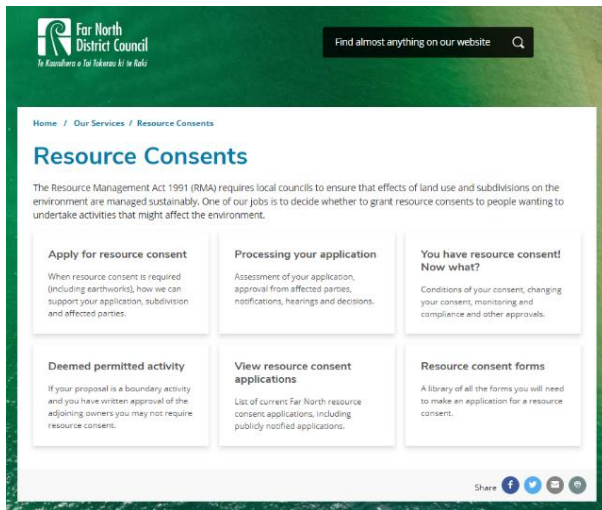 Far North
District Council
Te Kaunihera o Tai Tokerau ki te Raki
Find almost anything on our website
Home / Our Services / Resource Consents
Resource Consents
The Resource Management Act 1991 (RMA) requires local councils to ensure that effects of land use and subdivisions on the
environment are managed sustainably. One of our jobs is to decide whether to grant resource consents to people wanting to
undertake activities that might affect the environment.
Apply for resource consent
When resource consent is required
(including earthworks), how we can
support your application, subdivision
and affected parties.
Processing your application
Assessment of your application,
approval from affected parties,
notifications, hearings and decisions.
You have resource consent!
Now what?
Conditions of your consent, changing
your consent, monitoring and
compliance and other approvals.
Deemed permitted activity
If your proposal is a boundary activity
and you have written approval of the
adjoining owners you may not require
resource consent.
View resource consent
applications
List of current Far North resource
consent applications, including
publicly notified applications.
Resource consent forms
A library of all the forms you will need
to make an application for a resource
consent.
Share